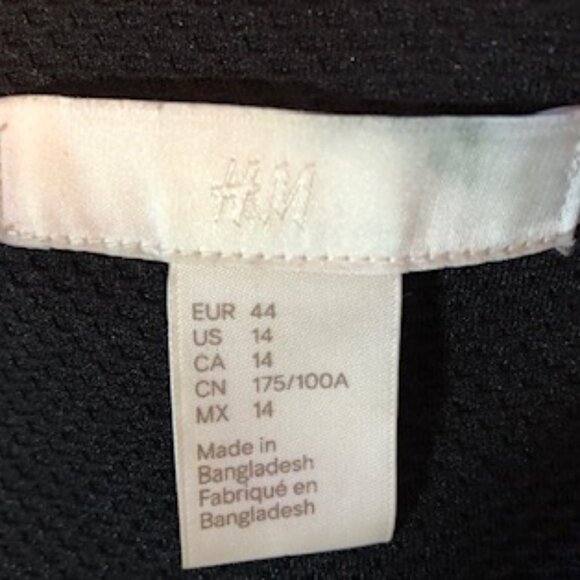 H&M
EUR 44
US 14
CA 14
CN 175/100A
MX 14
Made in
Bangladesh
Fabriqué en
Bangladesh